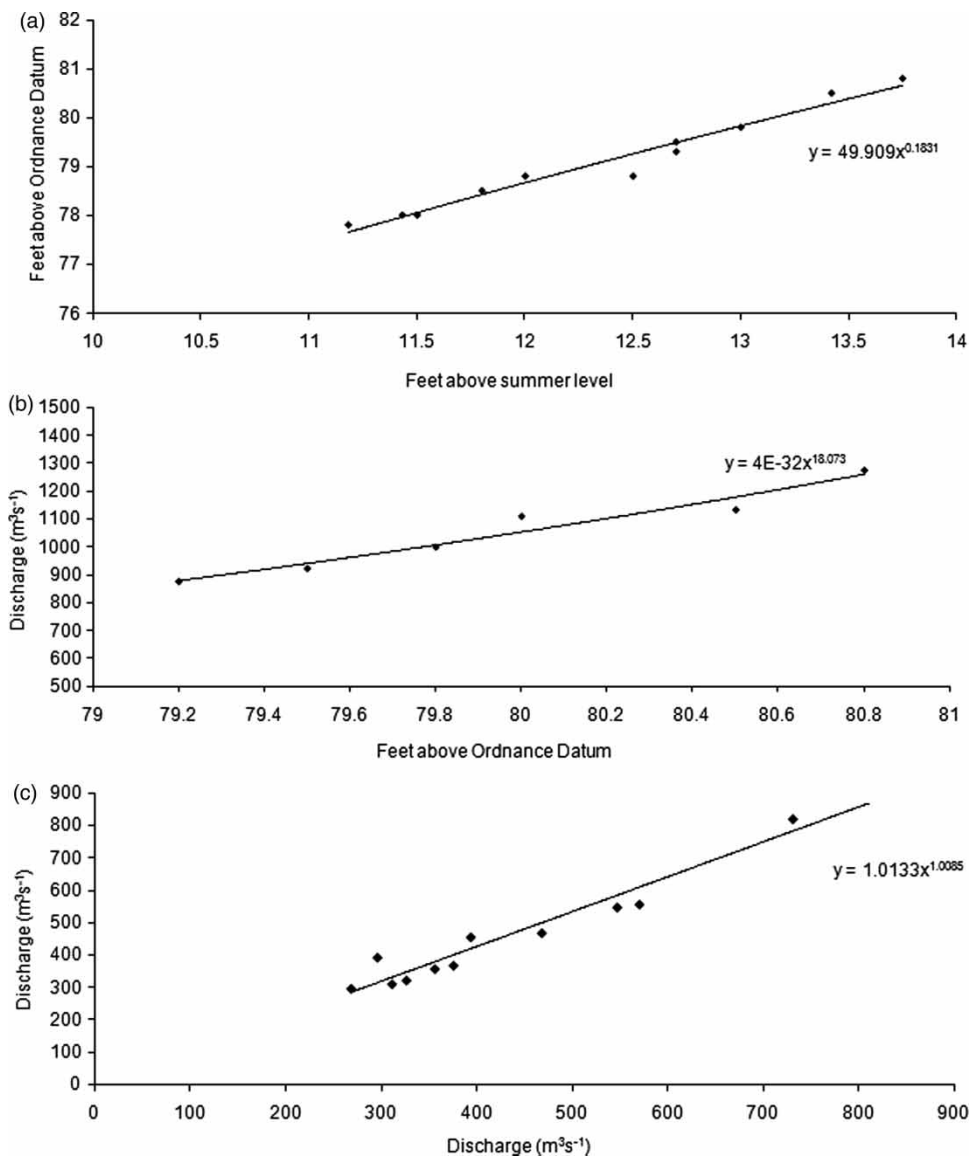 (a)
82
81
80
79
78
77
76
Feet above Ordnance Datum
y = 49.909x^0.1831
10 10.5 11 11.5 12 12.5 13 13.5 14
Feet above summer level
(b)
1500
1400
1300
1200
1100
1000
900
800
700
600
500
Discharge (m³s⁻¹)
y = 4E-32x^18.073
79 79.2 79.4 79.6 79.8 80 80.2 80.4 80.6 80.8 81
Feet above Ordnance Datum
(c)
900
800
700
600
500
400
300
200
100
0
Discharge (m³s⁻¹)
y = 1.0133x^1.0085
0 100 200 300 400 500 600 700 800 900
Discharge (m³s⁻¹)